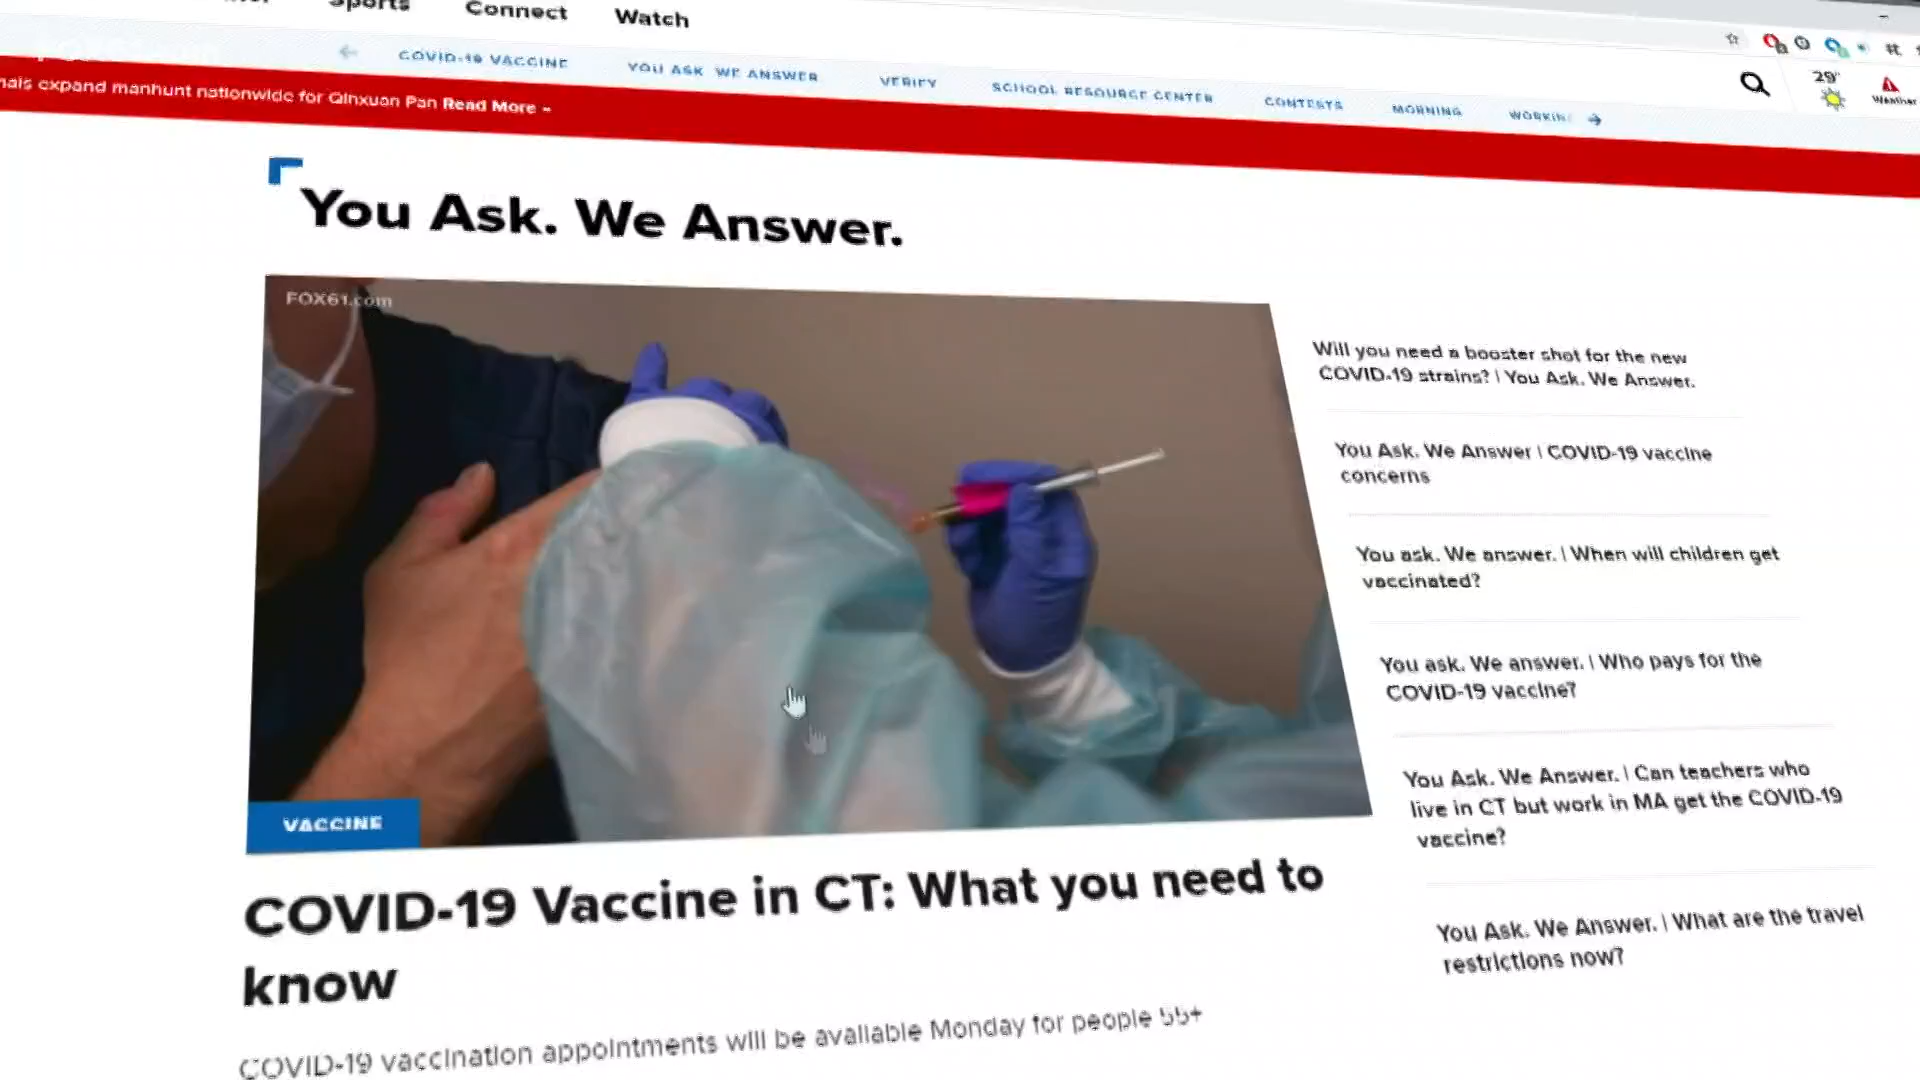 Sports
Connect
Watch
COVID-19 VACCINE
YOU ASK WE ANSWER
VERIFY
SCHOOL RESOURCE CENTER
CONTESTS
MORNING
29°
Weather
expand manhunt nationwide for Qinxuan Pan Read More »
You Ask. We Answer.
FOX61.com
VACCINE
COVID-19 Vaccine in CT: What you need to
know
COVID-19 vaccination appointments will be available Monday for people 55+
Will you need a booster shot for the new
COVID-19 strains? | You Ask. We Answer.
You Ask. We Answer | COVID-19 vaccine
concerns
You ask. We answer. | When will children get
vaccinated?
You ask. We answer. | Who pays for the
COVID-19 vaccine?
You Ask. We Answer. | Can teachers who
live in CT but work in MA get the COVID-19
vaccine?
You Ask. We Answer. | What are the travel
restrictions now?